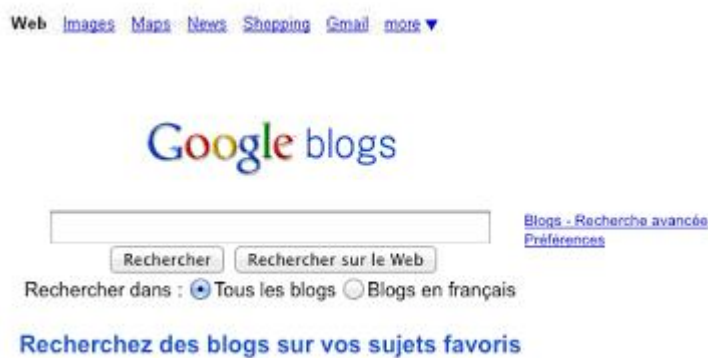 Web Images Maps News Shopping Gmail more ▼
Google blogs
Blogs - Recherche avancée
Préférences
Rechercher Rechercher sur le Web
Rechercher dans : Tous les blogs Blogs en français
Recherchez des blogs sur vos sujets favoris